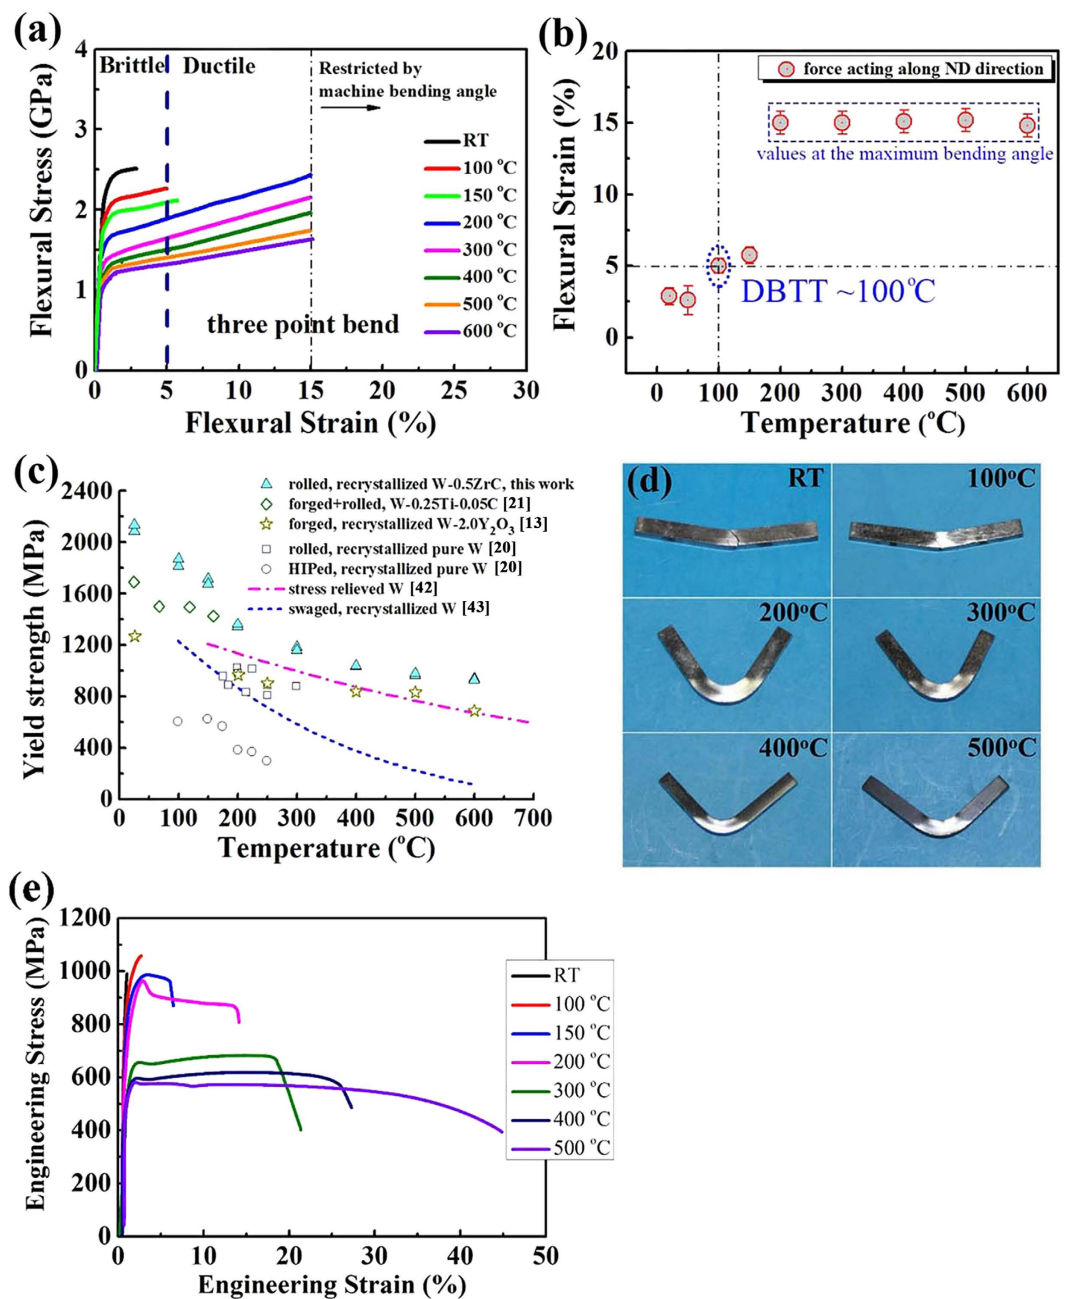 (a)
Flexural Stress (GPa)
4
3
2
1
0
Brittle
Ductile
Restricted by
machine bending angle
RT
100 °C
150 °C
200 °C
300 °C
400 °C
500 °C
600 °C
three point bend
0 5 10 15 20 25 30
Flexural Strain (%)
(b)
Flexural Strain (%)
20
15
10
5
0
force acting along ND direction
values at the maximum bending angle
DBTT ~100°C
0 100 200 300 400 500 600
Temperature (°C)
(c)
Yield strength (MPa)
2400
2000
1600
1200
800
400
0
rolled, recrystallized W-0.5ZrC, this work
forged+rolled, W-0.25Ti-0.05C [21]
forged, recrystallized W-2.0Y₂O₃ [13]
rolled, recrystallized pure W [20]
HIPed, recrystallized pure W [20]
stress relieved W [42]
swaged, recrystallized W [43]
0 100 200 300 400 500 600 700
Temperature (°C)
(d)
RT
100°C
200°C
300°C
400°C
500°C
(e)
Engineering Stress (MPa)
1200
1000
800
600
400
200
0
RT
100 °C
150 °C
200 °C
300 °C
400 °C
500 °C
0 10 20 30 40 50
Engineering Strain (%)